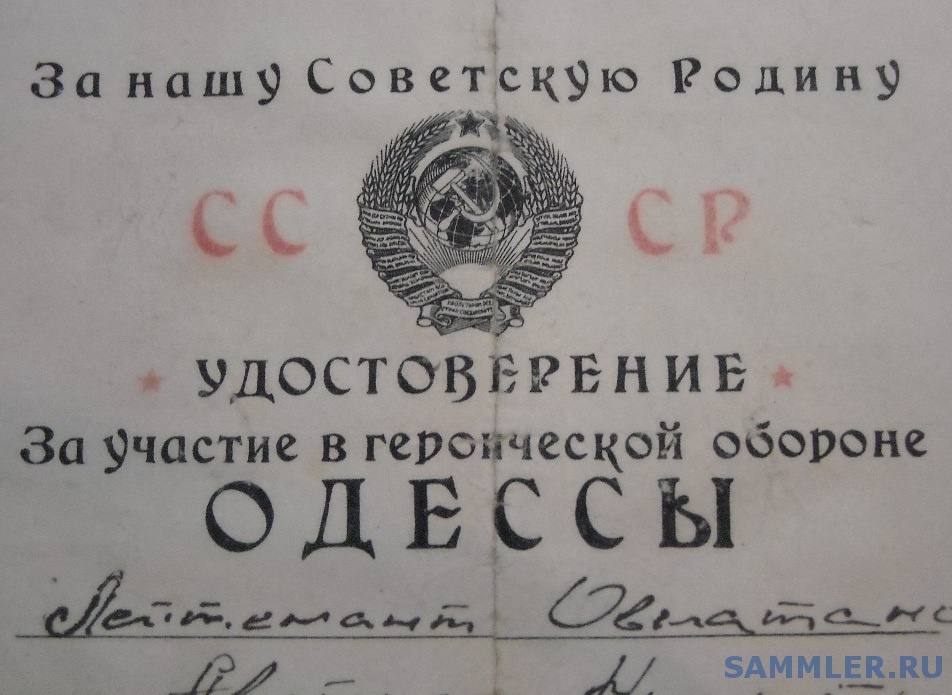 За нашу Советскую Родину
СС СР
УДОСТОВЕРЕНИЕ
За участие в героической обороне
ОДЕССЫ
Лейтенант
SAMMLER.RU